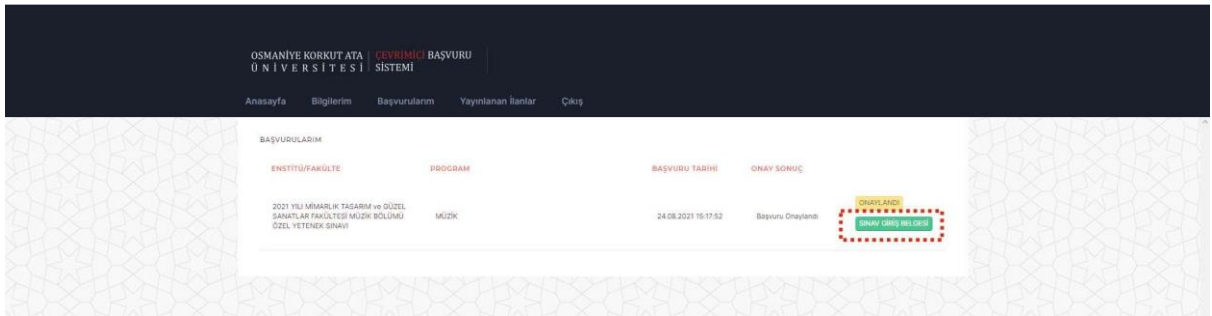 OSMANİYE KORKUT ATA ÇEVRİMİÇİ BAŞVURU
ÜNİVERSİTESİ SİSTEMİ
Anasayfa Bilgilerim Başvurularım Yayınlanan İlanlar Çıkış
BAŞVURULARIM
ENSTİTÜ/FAKÜLTE PROGRAM BAŞVURU TARİHİ ONAY SONUÇ
2021 YILI MİMARLIK TASARIM ve GÜZEL
SANATLAR FAKÜLTESİ MÜZİK BÖLÜMÜ
ÖZEL YETENEK SINAVI
MÜZİK
24.08.2021 15:17:52
Başvuru Onaylandı
ONAYLANDI
SINAV GİRİŞ BELGESİ